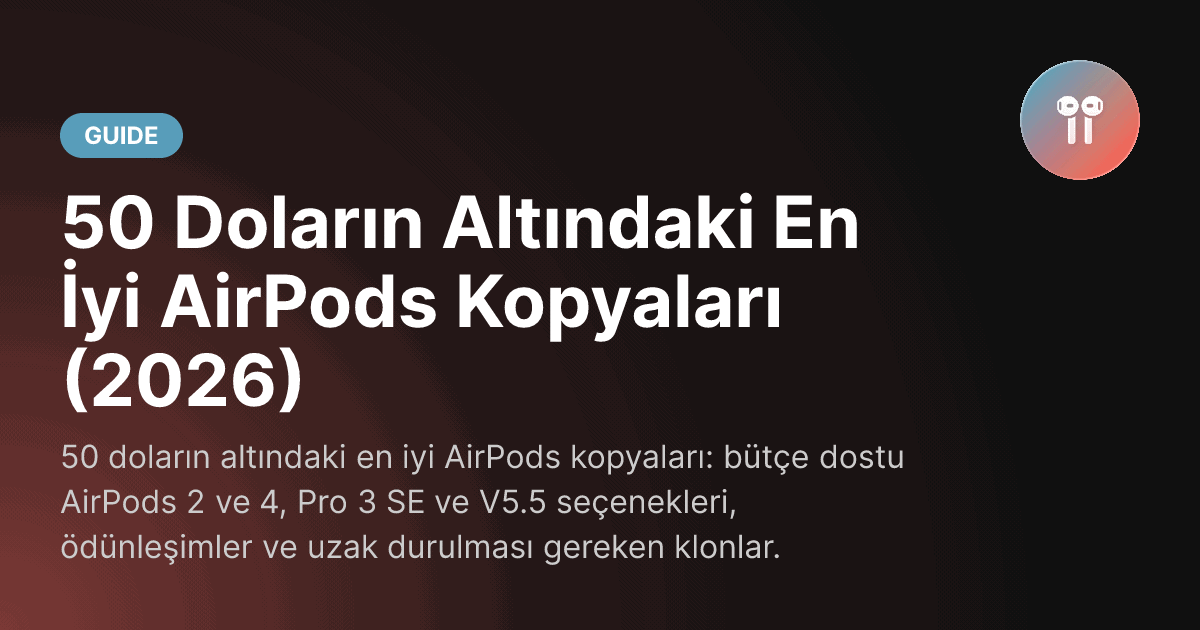 GUIDE
50 Doların Altındaki En
İyi AirPods Kopyaları
(2026)
50 doların altındaki en iyi AirPods kopyaları: bütçe dostu
AirPods 2 ve 4, Pro 3 SE ve V5.5 seçenekleri,
ödünleşimler ve uzak durulması gereken klonlar.